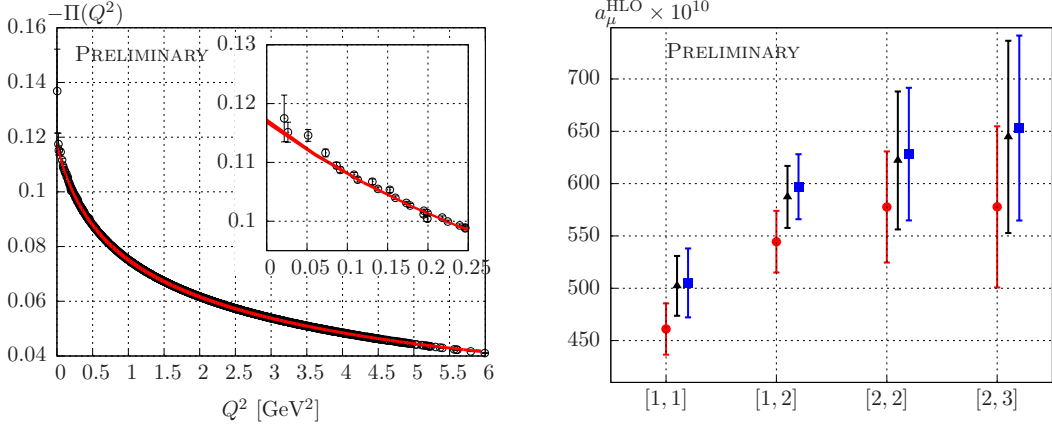 −Π(Q²)
0.16
0.14
0.12
0.1
0.08
0.06
0.04
PRELIMINARY
0.13
0.12
0.11
0.1
0 0.05 0.1 0.15 0.2 0.25
0 0.5 1 1.5 2 2.5 3 3.5 4 4.5 5 5.5 6
Q² [GeV²]
a_μ^HLO × 10¹⁰
PRELIMINARY
700
650
600
550
500
450
[1, 1] [1, 2] [2, 2] [2, 3]